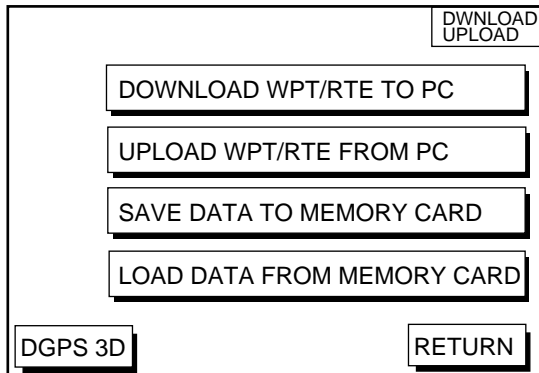 DWNLOAD
UPLOAD
DOWNLOAD WPT/RTE TO PC
UPLOAD WPT/RTE FROM PC
SAVE DATA TO MEMORY CARD
LOAD DATA FROM MEMORY CARD
DGPS 3D
RETURN